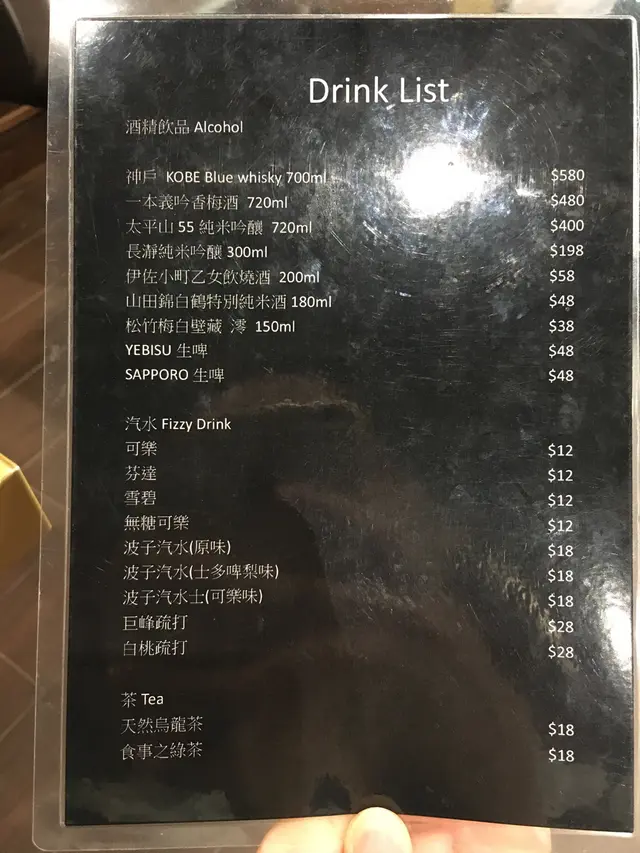 Drink List
酒精飲品 Alcohol
神戶 KOBE Blue whisky 700ml $580
一本義吟香梅酒 720ml $480
太平山 55 純米吟釀 720ml $400
長瀞純米吟釀 300ml $198
伊佐小町乙女飲燒酒 200ml $58
山田錦白鶴特別純米酒 180ml $48
松竹梅白壁藏 澪 150ml $38
YEBISU 生啤 $48
SAPPORO 生啤 $48
汽水 Fizzy Drink
可樂 $12
芬達 $12
雪碧 $12
無糖可樂 $12
波子汽水(原味) $18
波子汽水(士多啤梨味) $18
波子汽水士(可樂味) $18
巨峰疏打 $28
白桃疏打 $28
茶 Tea
天然烏龍茶 $18
食事之綠茶 $18